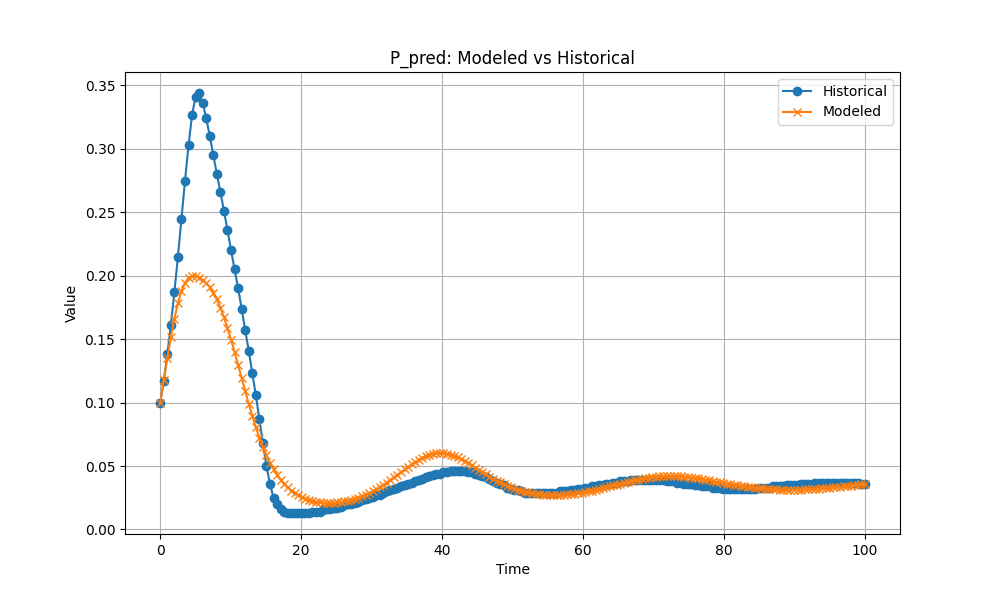 P_pred: Modeled vs Historical
Historical
Modeled
Value
0.35
0.30
0.25
0.20
0.15
0.10
0.05
0.00
0 20 40 60 80 100
Time